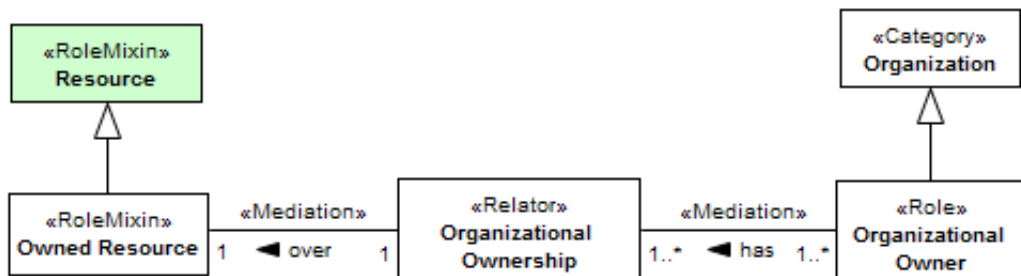 «RoleMixin»
Resource
«Category»
Organization
«RoleMixin»
Owned Resource
«Mediation»
1 ◄ over 1
«Relator»
Organizational
Ownership
«Mediation»
1..* ◄ has 1..*
«Role»
Organizational
Owner